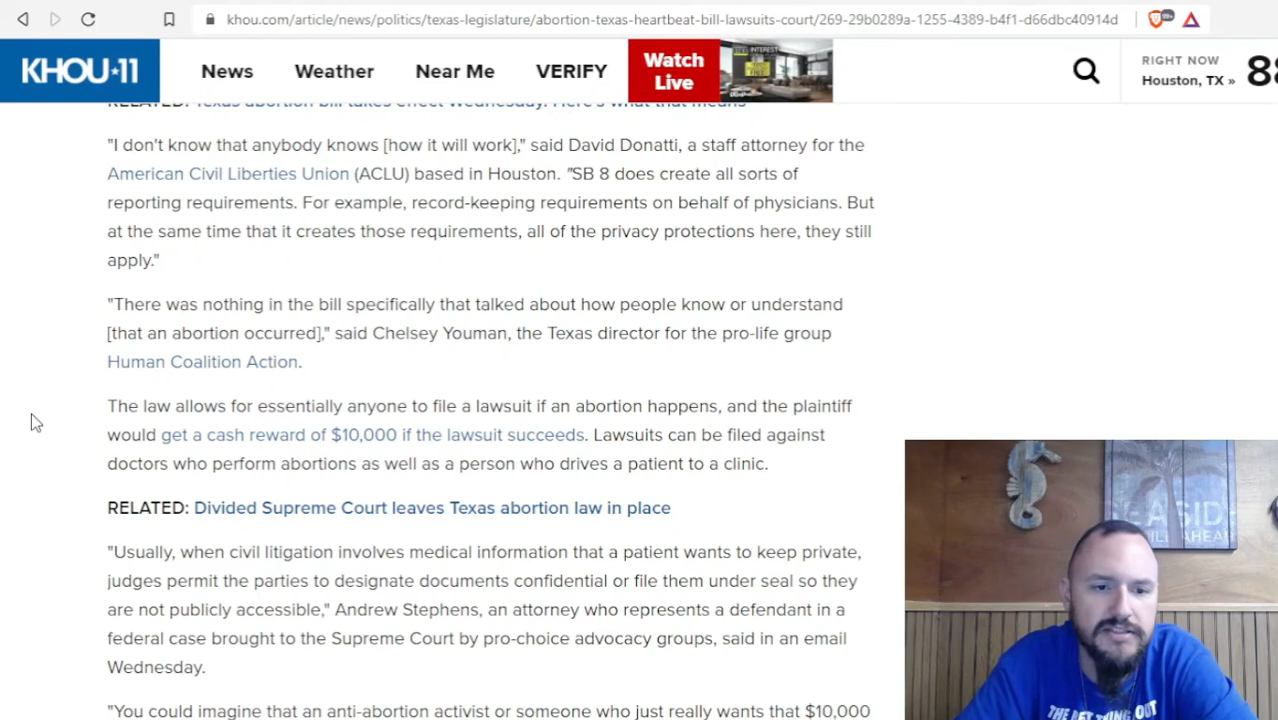 khou.com/article/news/politics/texas-legislature/abortion-texas-heartbeat-bill-lawsuits-court/269-29b0289a-1255-4389-b4f1-d66dbc40914d
KHOU★11
News
Weather
Near Me
VERIFY
Watch
Live
RIGHT NOW
Houston, TX »
RELATED: Texas abortion bill takes effect Wednesday. Here's what that means
"I don't know that anybody knows [how it will work]," said David Donatti, a staff attorney for the
American Civil Liberties Union (ACLU) based in Houston. "SB 8 does create all sorts of
reporting requirements. For example, record-keeping requirements on behalf of physicians. But
at the same time that it creates those requirements, all of the privacy protections here, they still
apply."
"There was nothing in the bill specifically that talked about how people know or understand
[that an abortion occurred]," said Chelsey Youman, the Texas director for the pro-life group
Human Coalition Action.
The law allows for essentially anyone to file a lawsuit if an abortion happens, and the plaintiff
would get a cash reward of $10,000 if the lawsuit succeeds. Lawsuits can be filed against
doctors who perform abortions as well as a person who drives a patient to a clinic.
RELATED: Divided Supreme Court leaves Texas abortion law in place
"Usually, when civil litigation involves medical information that a patient wants to keep private,
judges permit the parties to designate documents confidential or file them under seal so they
are not publicly accessible," Andrew Stephens, an attorney who represents a defendant in a
federal case brought to the Supreme Court by pro-choice advocacy groups, said in an email
Wednesday.
"You could imagine that an anti-abortion activist or someone who just really wants that $10,000